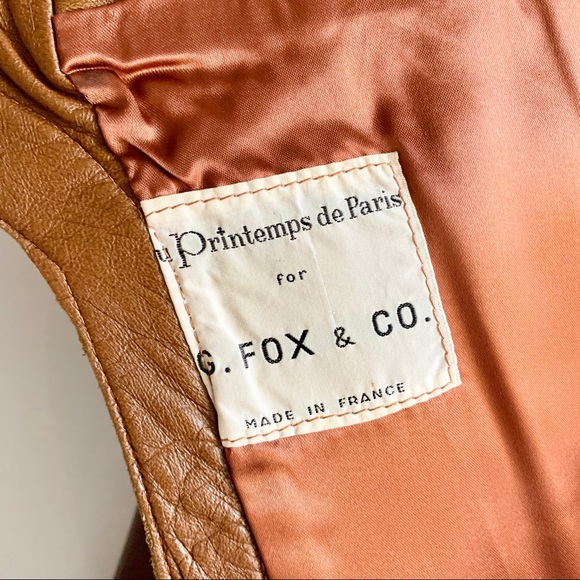 u Printemps de Paris
for
G. FOX & CO.
MADE IN FRANCE